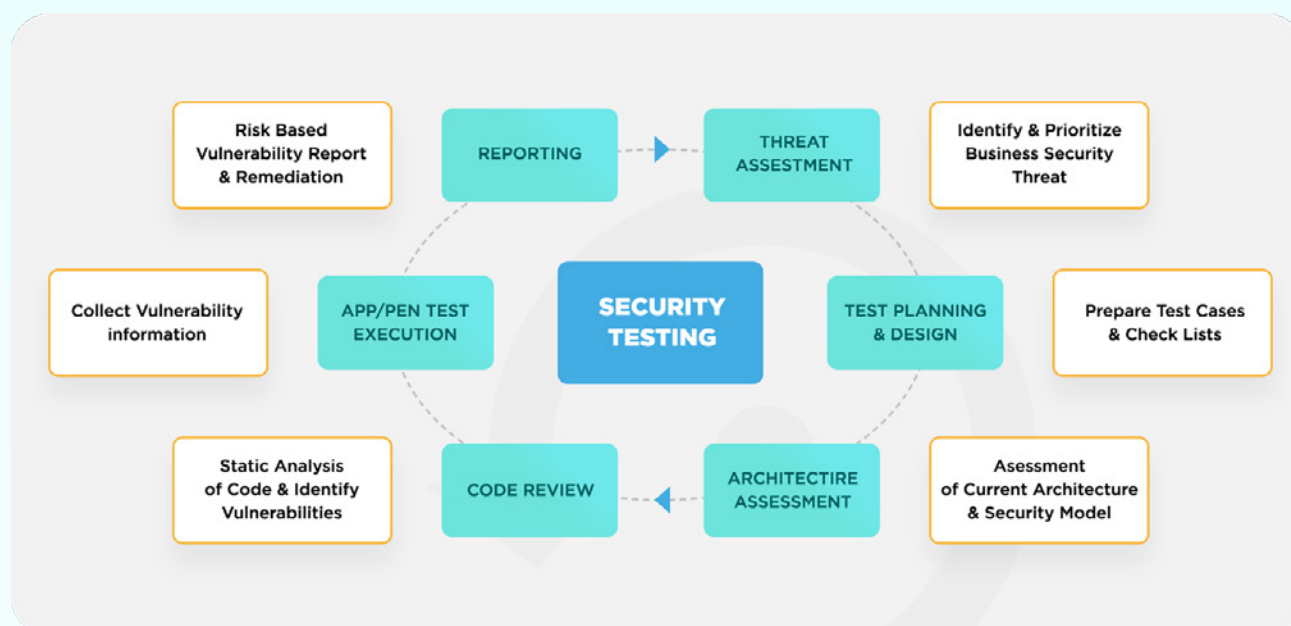 Risk Based
Vulnerability Report
& Remediation
REPORTING
THREAT
ASSESTMENT
Identify & Prioritize
Business Security
Threat
Collect Vulnerability
information
APP/PEN TEST
EXECUTION
SECURITY
TESTING
TEST PLANNING
& DESIGN
Prepare Test Cases
& Check Lists
Static Analysis
of Code & Identify
Vulnerabilities
CODE REVIEW
ARCHITECTIRE
ASSESSMENT
Asessment
of Current Architecture
& Security Model